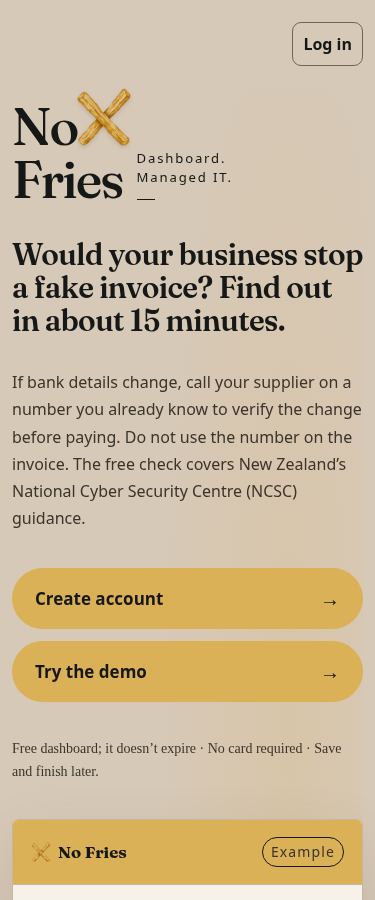 Log in
No
Fries
Dashboard.
Managed IT.
Would your business stop
a fake invoice? Find out
in about 15 minutes.
If bank details change, call your supplier on a
number you already know to verify the change
before paying. Do not use the number on the
invoice. The free check covers New Zealand’s
National Cyber Security Centre (NCSC)
guidance.
Create account →
Try the demo →
Free dashboard; it doesn’t expire · No card required · Save
and finish later.
No Fries
Example